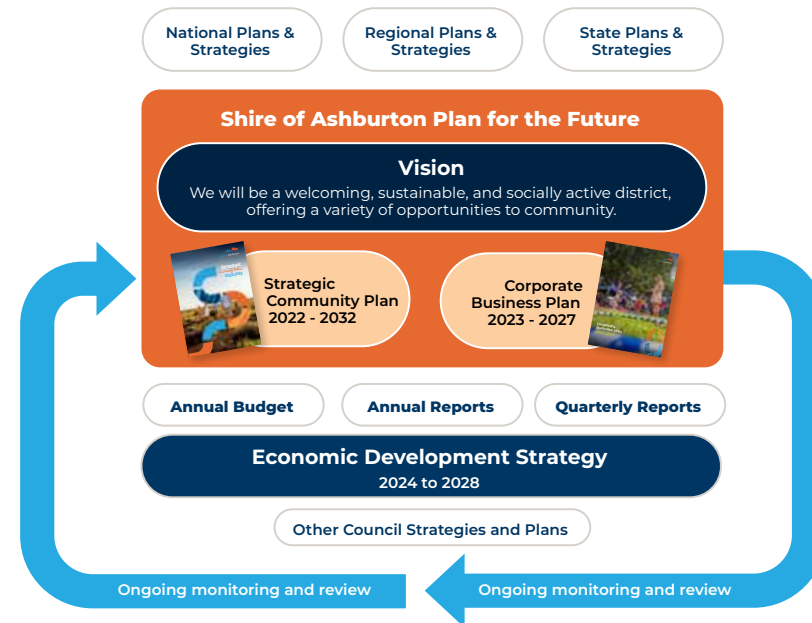 National Plans &
Strategies
Regional Plans &
Strategies
State Plans &
Strategies
Shire of Ashburton Plan for the Future
Vision
We will be a welcoming, sustainable, and socially active district,
offering a variety of opportunities to community.
Strategic
Community Plan
2022 - 2032
Corporate
Business Plan
2023 - 2027
Annual Budget
Annual Reports
Quarterly Reports
Economic Development Strategy
2024 to 2028
Other Council Strategies and Plans
Ongoing monitoring and review
Ongoing monitoring and review